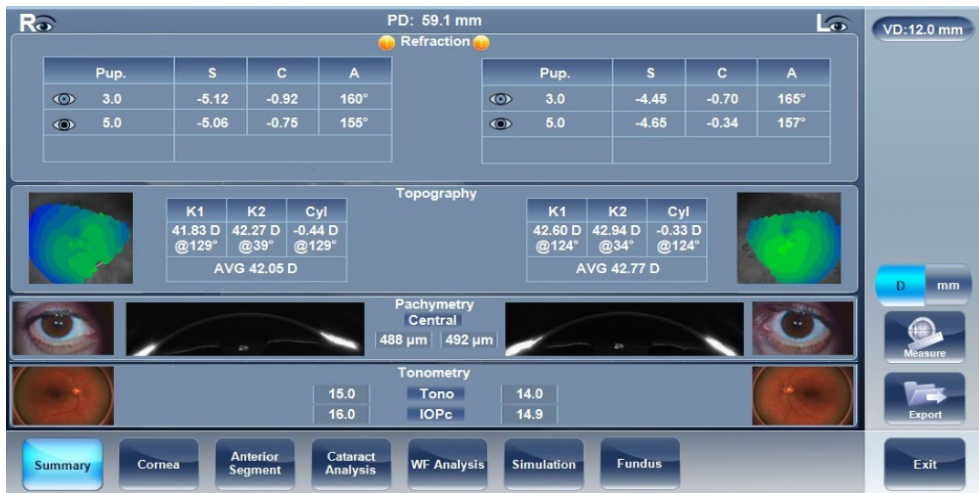 R PD: 59.1 mm L VD:12.0 mm
Refraction
Pup. S C A Pup. S C A
3.0 -5.12 -0.92 160° 3.0 -4.45 -0.70 165°
5.0 -5.06 -0.75 155° 5.0 -4.65 -0.34 157°
Topography
K1 K2 Cyl K1 K2 Cyl
41.83 D 42.27 D -0.44 D 42.60 D 42.94 D -0.33 D
@129° @39° @129° @124° @34° @124°
AVG 42.05 D AVG 42.77 D
D mm
Pachymetry
Central
488 µm 492 µm
Measure
Tonometry
15.0 Tono 14.0
16.0 IOPc 14.9
Export
Summary Cornea Anterior Segment Cataract Analysis WF Analysis Simulation Fundus Exit